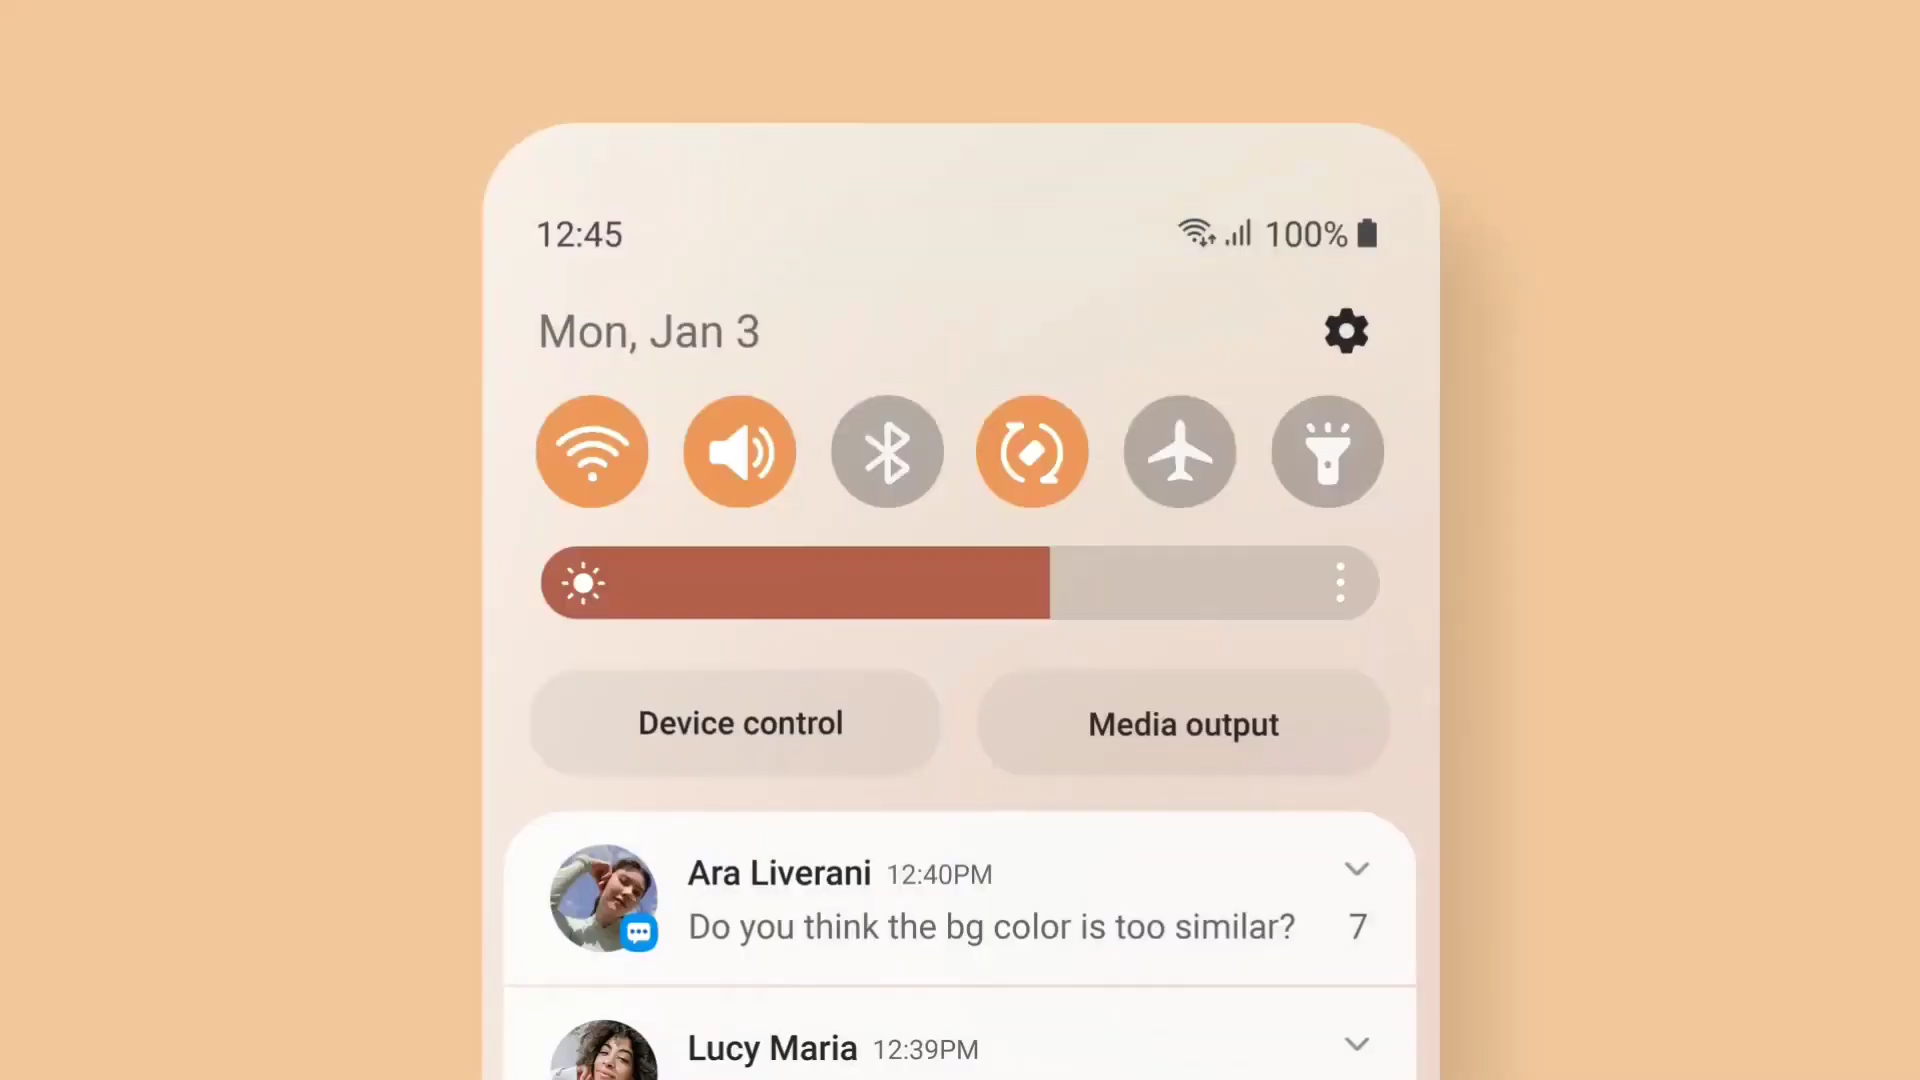 12:45 100%
Mon, Jan 3
Device control Media output
Ara Liverani 12:40PM
Do you think the bg color is too similar? 7
Lucy Maria 12:39PM